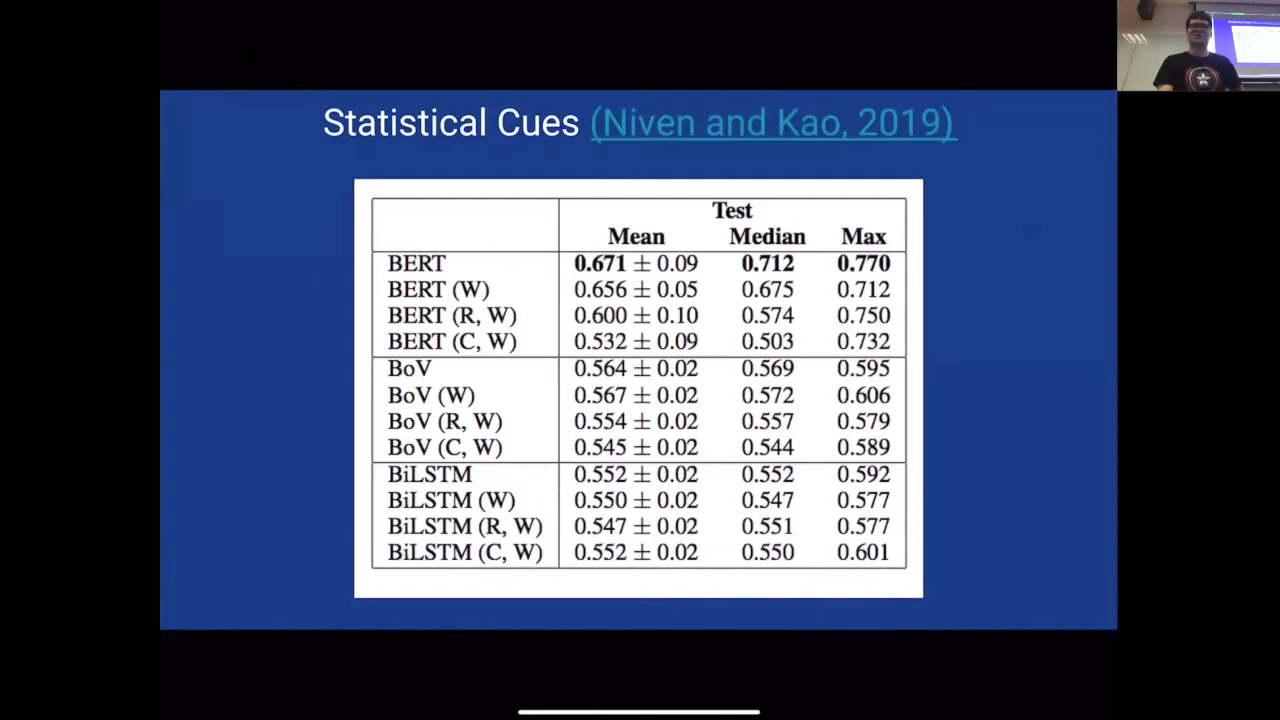 Statistical Cues (Niven and Kao, 2019)
Test
Mean Median Max
BERT 0.671 ± 0.09 0.712 0.770
BERT (W) 0.656 ± 0.05 0.675 0.712
BERT (R, W) 0.600 ± 0.10 0.574 0.750
BERT (C, W) 0.532 ± 0.09 0.503 0.732
BoV 0.564 ± 0.02 0.569 0.595
BoV (W) 0.567 ± 0.02 0.572 0.606
BoV (R, W) 0.554 ± 0.02 0.557 0.579
BoV (C, W) 0.545 ± 0.02 0.544 0.589
BiLSTM 0.552 ± 0.02 0.552 0.592
BiLSTM (W) 0.550 ± 0.02 0.547 0.577
BiLSTM (R, W) 0.547 ± 0.02 0.551 0.577
BiLSTM (C, W) 0.552 ± 0.02 0.550 0.601